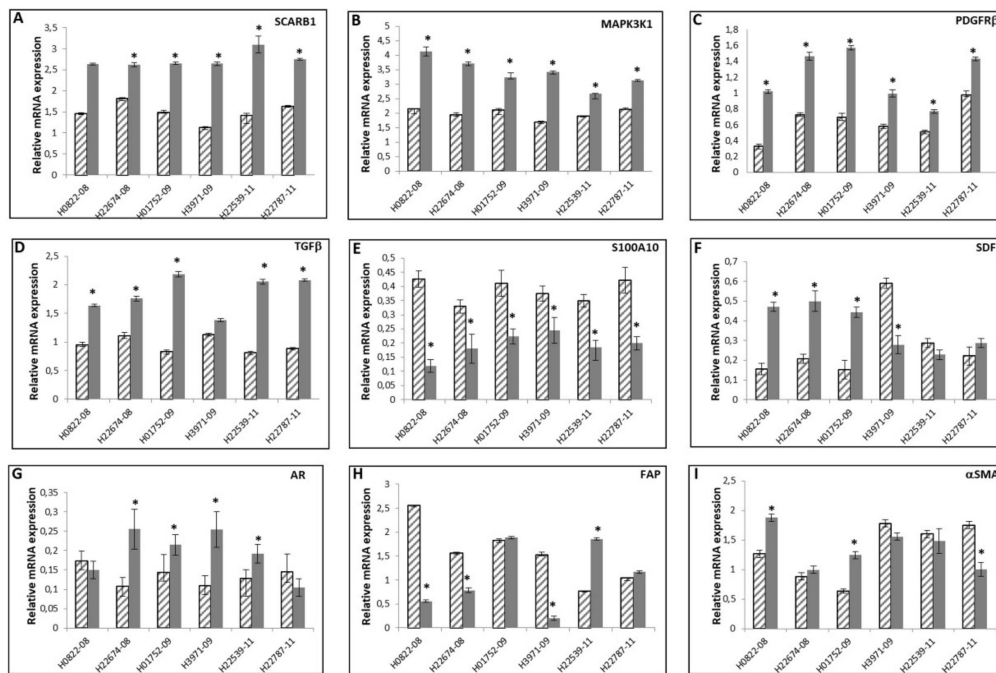 A SCARB1
Relative mRNA expression
3,5
3
2,5
2
1,5
1
0,5
0
* * * * *
H0822-08 H22674-08 H01752-09 H3971-09 H22539-11 H22787-11
B MAPK3K1
Relative mRNA expression
5
4,5
4
3,5
3
2,5
2
1,5
1
0,5
0
* * * * * *
H0822-08 H22674-08 H01752-09 H3971-09 H22539-11 H22787-11
C PDGFRβ
Relative mRNA expression
1,8
1,6
1,4
1,2
1
0,8
0,6
0,4
0,2
0
* * * * * *
H0822-08 H22674-08 H01752-09 H3971-09 H22539-11 H22787-11
D TGFβ
Relative mRNA expression
2,5
2
1,5
1
0,5
0
* * * * *
H0822-08 H22674-08 H01752-09 H3971-09 H22539-11 H22787-11
E S100A10
Relative mRNA expression
0,5
0,45
0,4
0,35
0,3
0,25
0,2
0,15
0,1
0,05
0
* * * * * *
H0822-08 H22674-08 H01752-09 H3971-09 H22539-11 H22787-11
F SDF
Relative mRNA expression
0,7
0,6
0,5
0,4
0,3
0,2
0,1
0
* * * *
H0822-08 H22674-08 H01752-09 H3971-09 H22539-11 H22787-11
G AR
Relative mRNA expression
0,35
0,3
0,25
0,2
0,15
0,1
0,05
0
* * * *
H0822-08 H22674-08 H01752-09 H3971-09 H22539-11 H22787-11
H FAP
Relative mRNA expression
3
2,5
2
1,5
1
0,5
0
* * * *
H0822-08 H22674-08 H01752-09 H3971-09 H22539-11 H22787-11
I αSMA
Relative mRNA expression
2
1,5
1
0,5
0
* * *
H0822-08 H22674-08 H01752-09 H3971-09 H22539-11 H22787-11